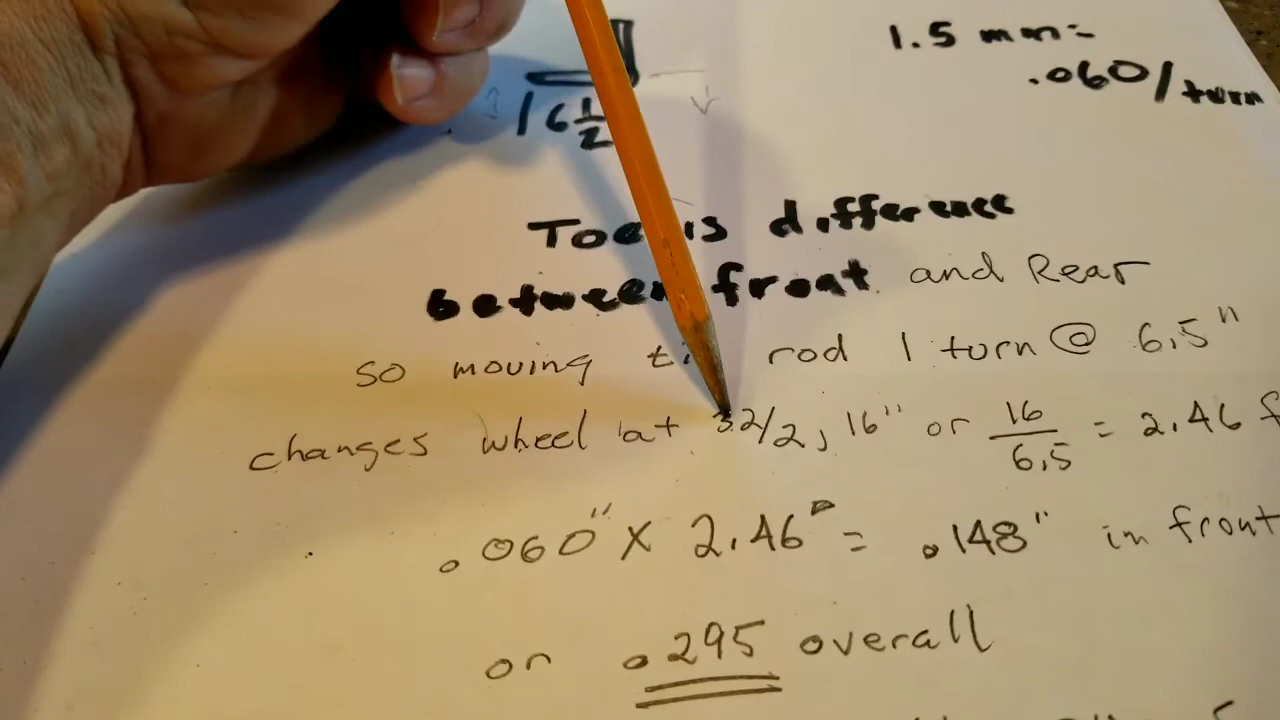 1.5 mm =
.060/turn
16 1/2
Toe is difference
between front and Rear
so moving rod 1 turn @ 6.5"
changes wheel at 32/2, 16" or 16/6.5 = 2.46
.060" X 2.46 = .148" in front
or .295 overall